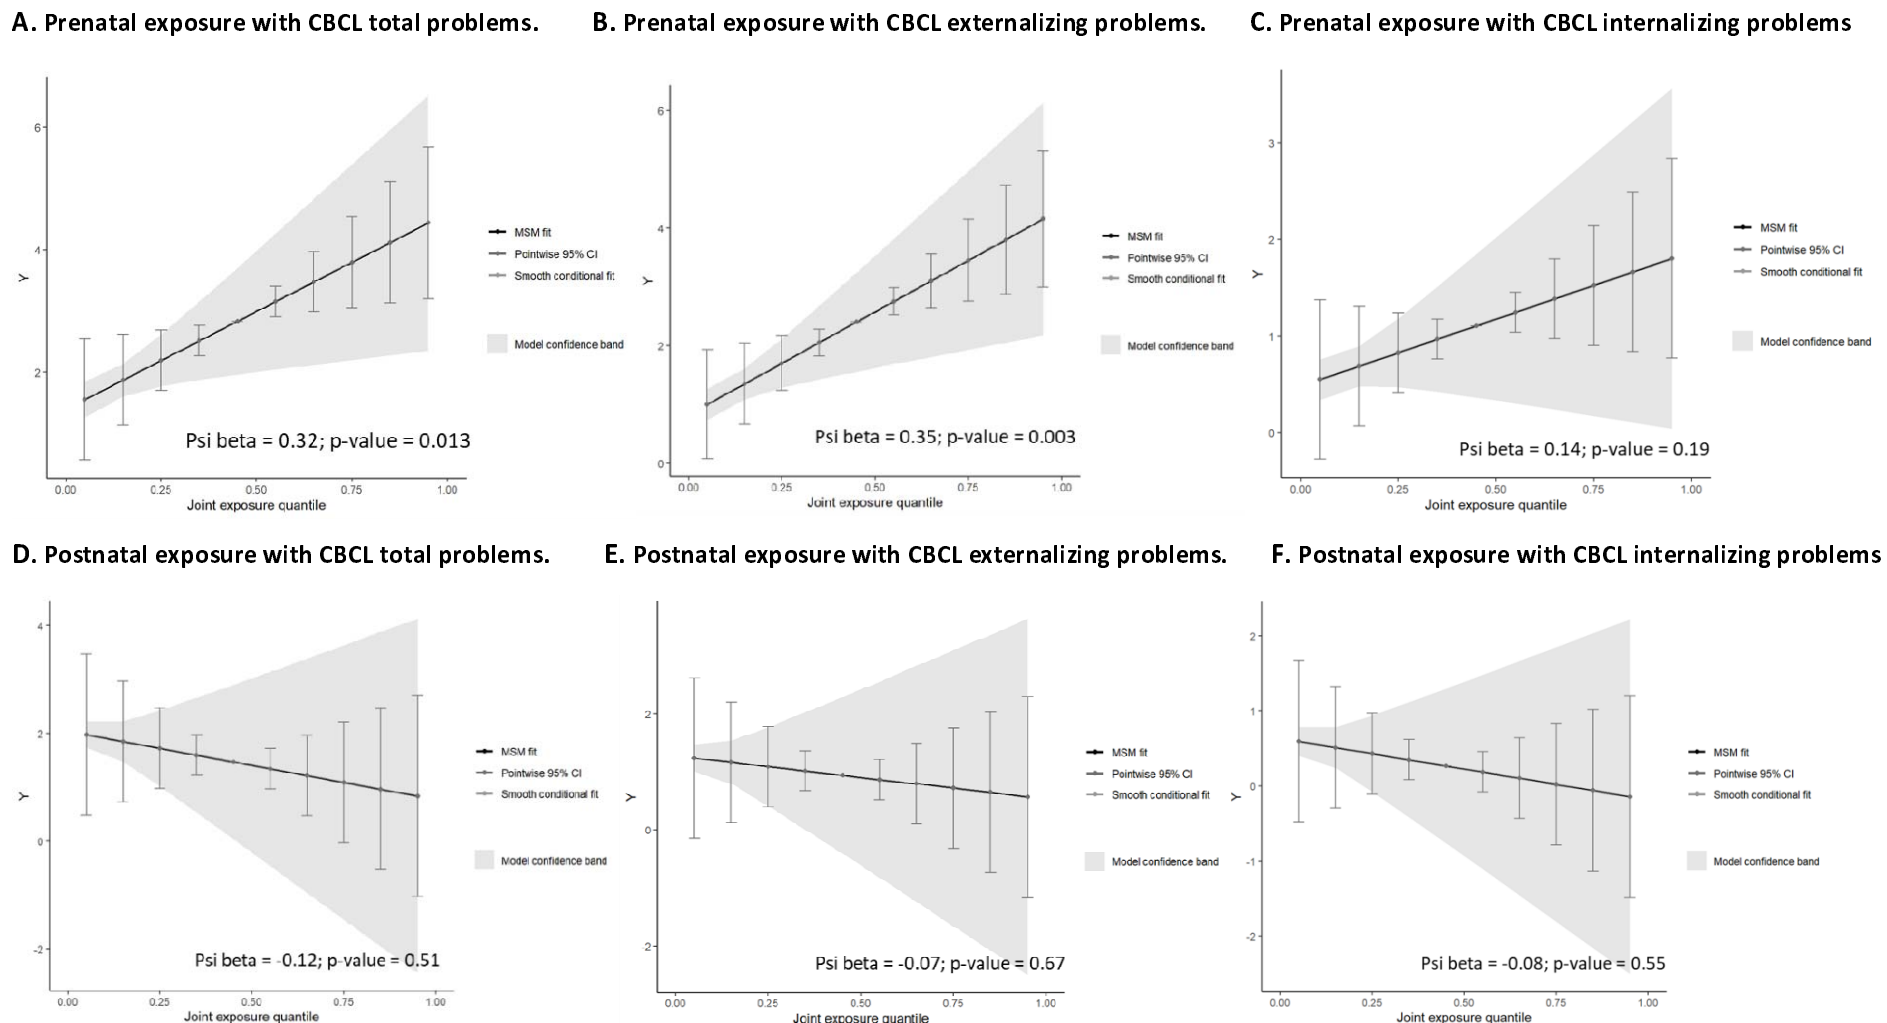 A. Prenatal exposure with CBCL total problems.
6
4
2
Y
0.00 0.25 0.50 0.75 1.00
Joint exposure quantile
MSM fit
Pointwise 95% CI
Smooth conditional fit
Model confidence band
Psi beta = 0.32; p-value = 0.013
B. Prenatal exposure with CBCL externalizing problems.
6
4
2
0
Y
0.00 0.25 0.50 0.75 1.00
Joint exposure quantile
MSM fit
Pointwise 95% CI
Smooth conditional fit
Model confidence band
Psi beta = 0.35; p-value = 0.003
C. Prenatal exposure with CBCL internalizing problems
3
2
1
0
Y
0.00 0.25 0.50 0.75 1.00
Joint exposure quantile
MSM fit
Pointwise 95% CI
Smooth conditional fit
Model confidence band
Psi beta = 0.14; p-value = 0.19
D. Postnatal exposure with CBCL total problems.
4
2
0
-2
Y
0.00 0.25 0.50 0.75 1.00
Joint exposure quantile
MSM fit
Pointwise 95% CI
Smooth conditional fit
Model confidence band
Psi beta = -0.12; p-value = 0.51
E. Postnatal exposure with CBCL externalizing problems.
2
0
2
Y
0.00 0.25 0.50 0.75 1.00
Joint exposure quantile
MSM fit
Pointwise 95% CI
Smooth conditional fit
Model confidence band
Psi beta = -0.07; p-value = 0.67
F. Postnatal exposure with CBCL internalizing problems
2
1
0
-1
-2
Y
0.00 0.25 0.50 0.75 1.00
Joint exposure quantile
MSM fit
Pointwise 95% CI
Smooth conditional fit
Model confidence band
Psi beta = -0.08; p-value = 0.55